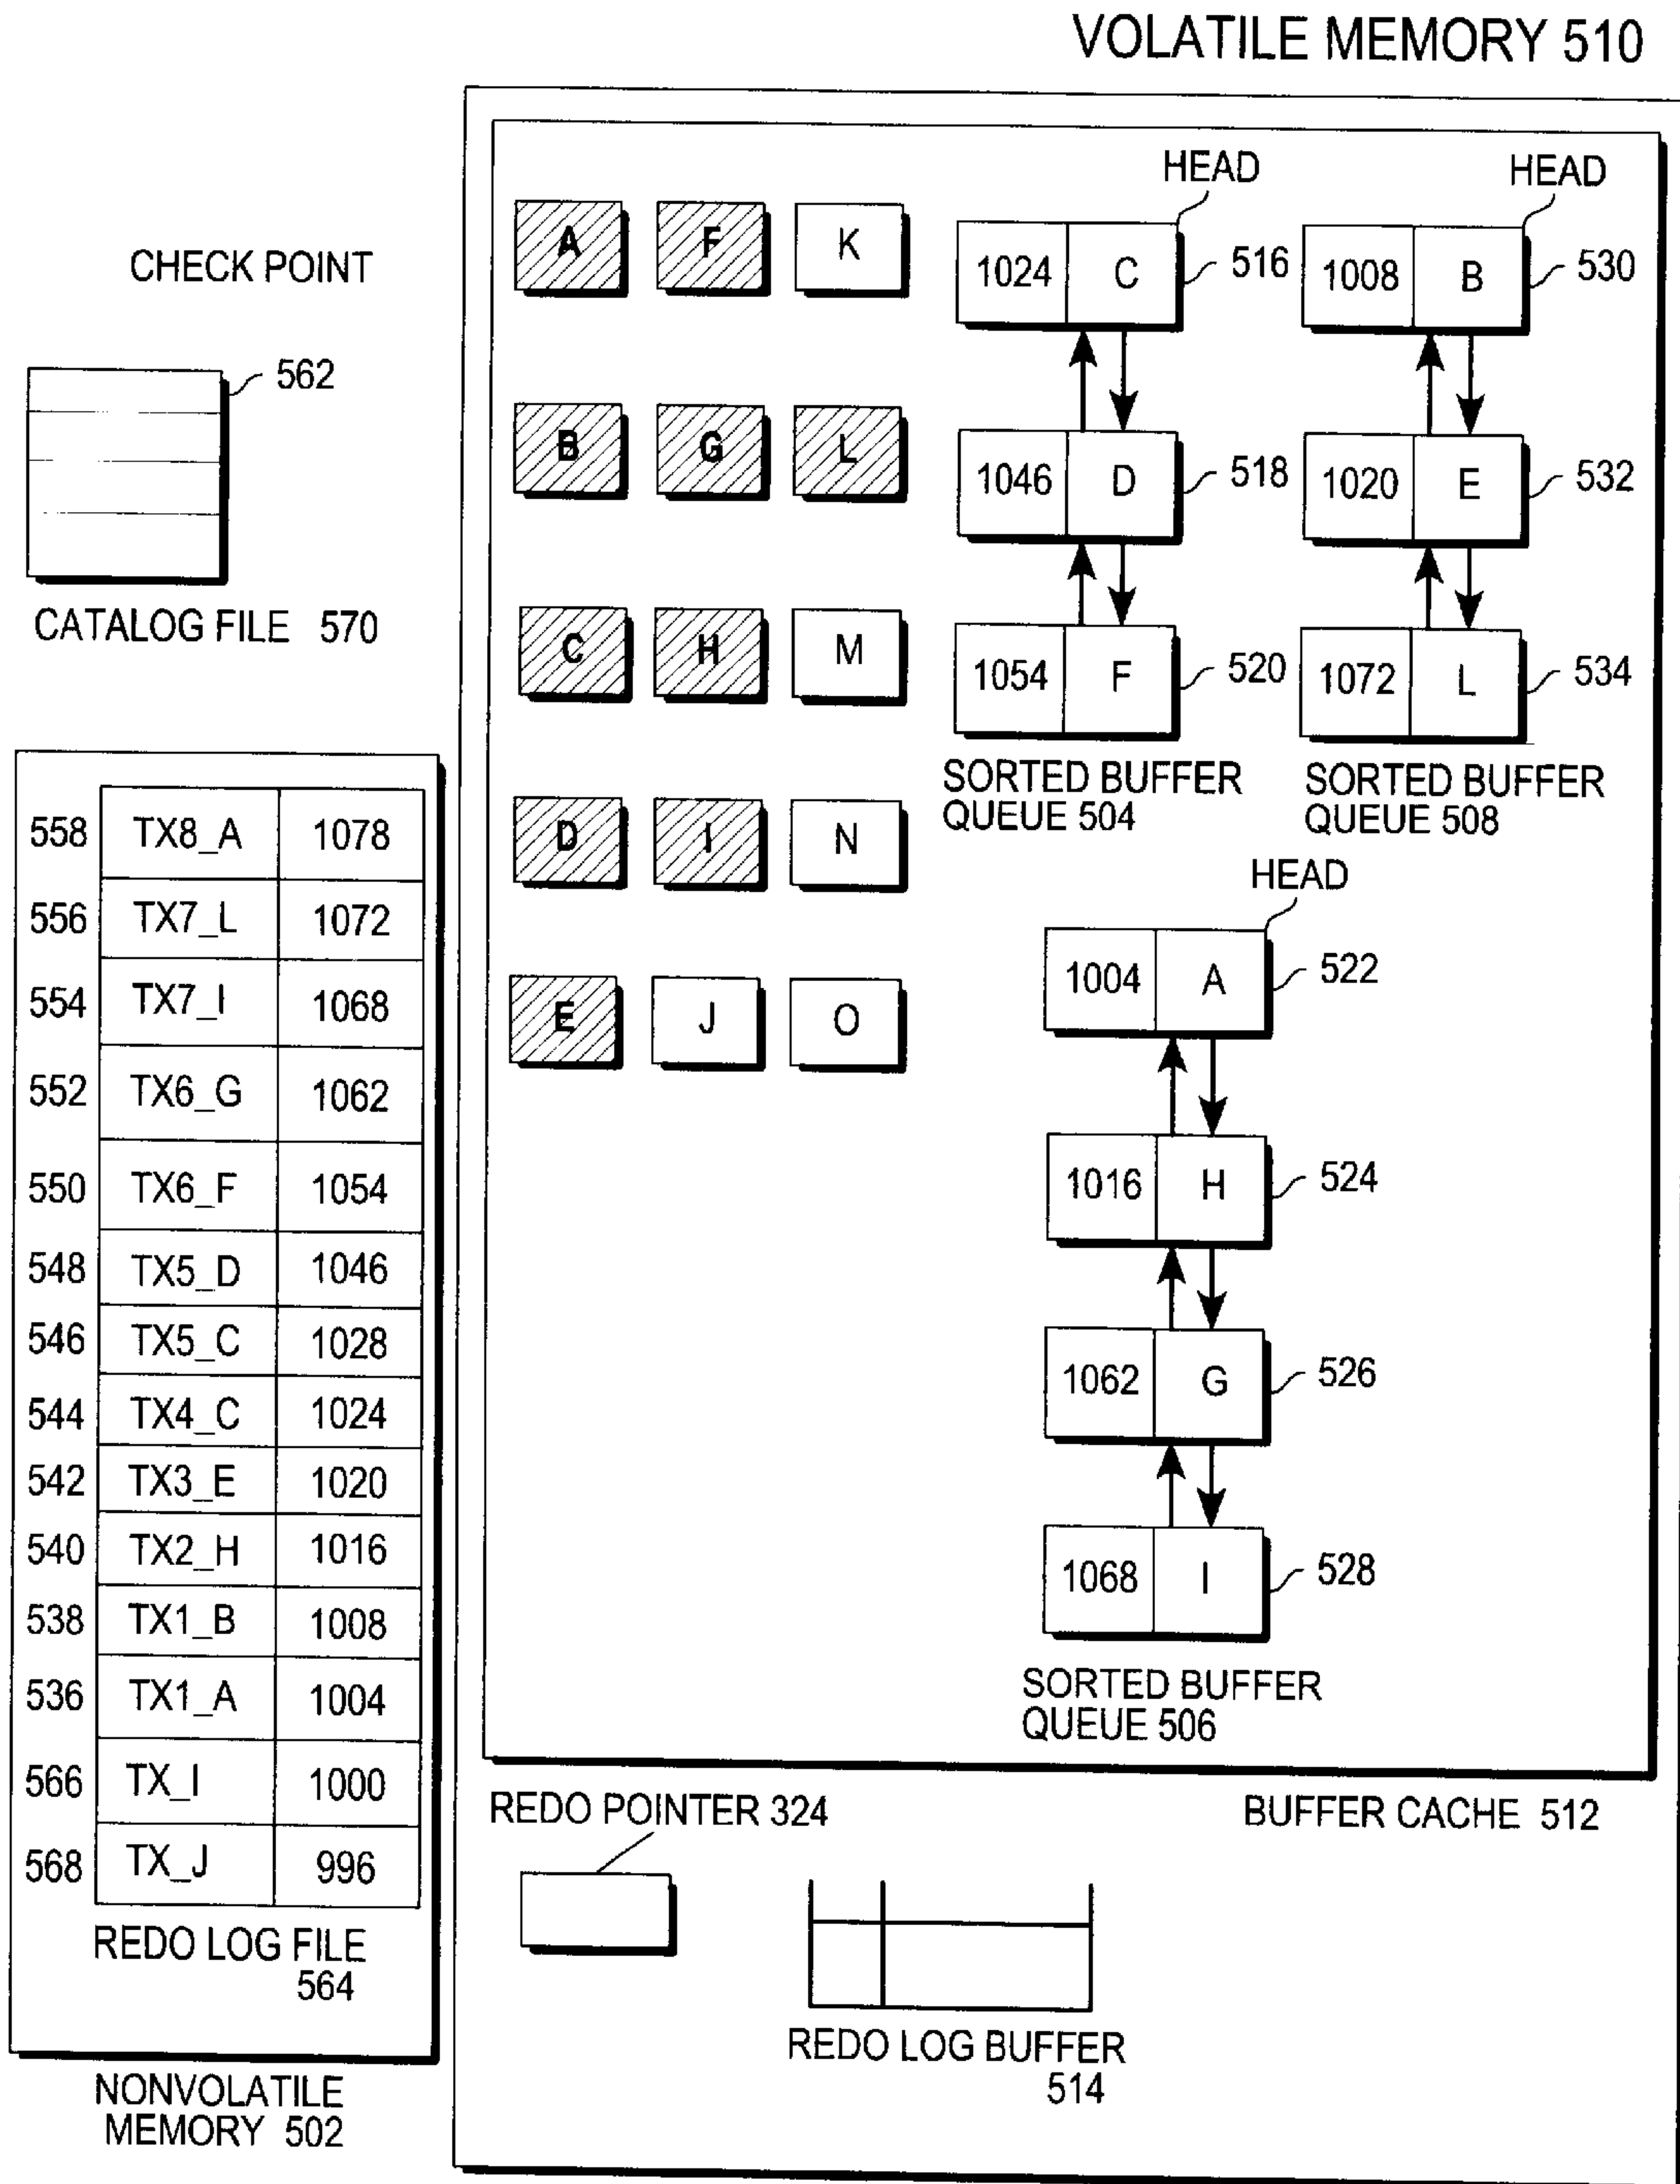 VOLATILE MEMORY 510
CHECK POINT
562
CATALOG FILE 570
558 TX8_A 1078
556 TX7_L 1072
554 TX7_I 1068
552 TX6_G 1062
550 TX6_F 1054
548 TX5_D 1046
546 TX5_C 1028
544 TX4_C 1024
542 TX3_E 1020
540 TX2_H 1016
538 TX1_B 1008
536 TX1_A 1004
566 TX_I 1000
568 TX_J 996
REDO LOG FILE
564
NONVOLATILE
MEMORY 502
A F K
B G L
C H M
D I N
E J O
HEAD
1024 C 516
1046 D 518
1054 F 520
SORTED BUFFER
QUEUE 504
HEAD
1008 B 530
1020 E 532
1072 L 534
SORTED BUFFER
QUEUE 508
HEAD
1004 A 522
1016 H 524
1062 G 526
1068 I 528
SORTED BUFFER
QUEUE 506
BUFFER CACHE 512
REDO POINTER 324
REDO LOG BUFFER
514